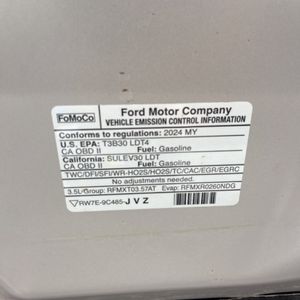 FoMoCo
Ford Motor Company
VEHICLE EMISSION CONTROL INFORMATION
Conforms to regulations: 2024 MY
U.S. EPA: T3B30 LDT4
CA OBD II Fuel: Gasoline
California: SULEV30 LDT
CA OBD II Fuel: Gasoline
TWC/DFI/SFI/WR-HO2S/HO2S/TC/CAC/EGR/EGRC
No adjustments needed.
3.5L-Group: RFMXT03.57AT Evap: RFMXR0260NDG
RW7E-9C485-J V Z